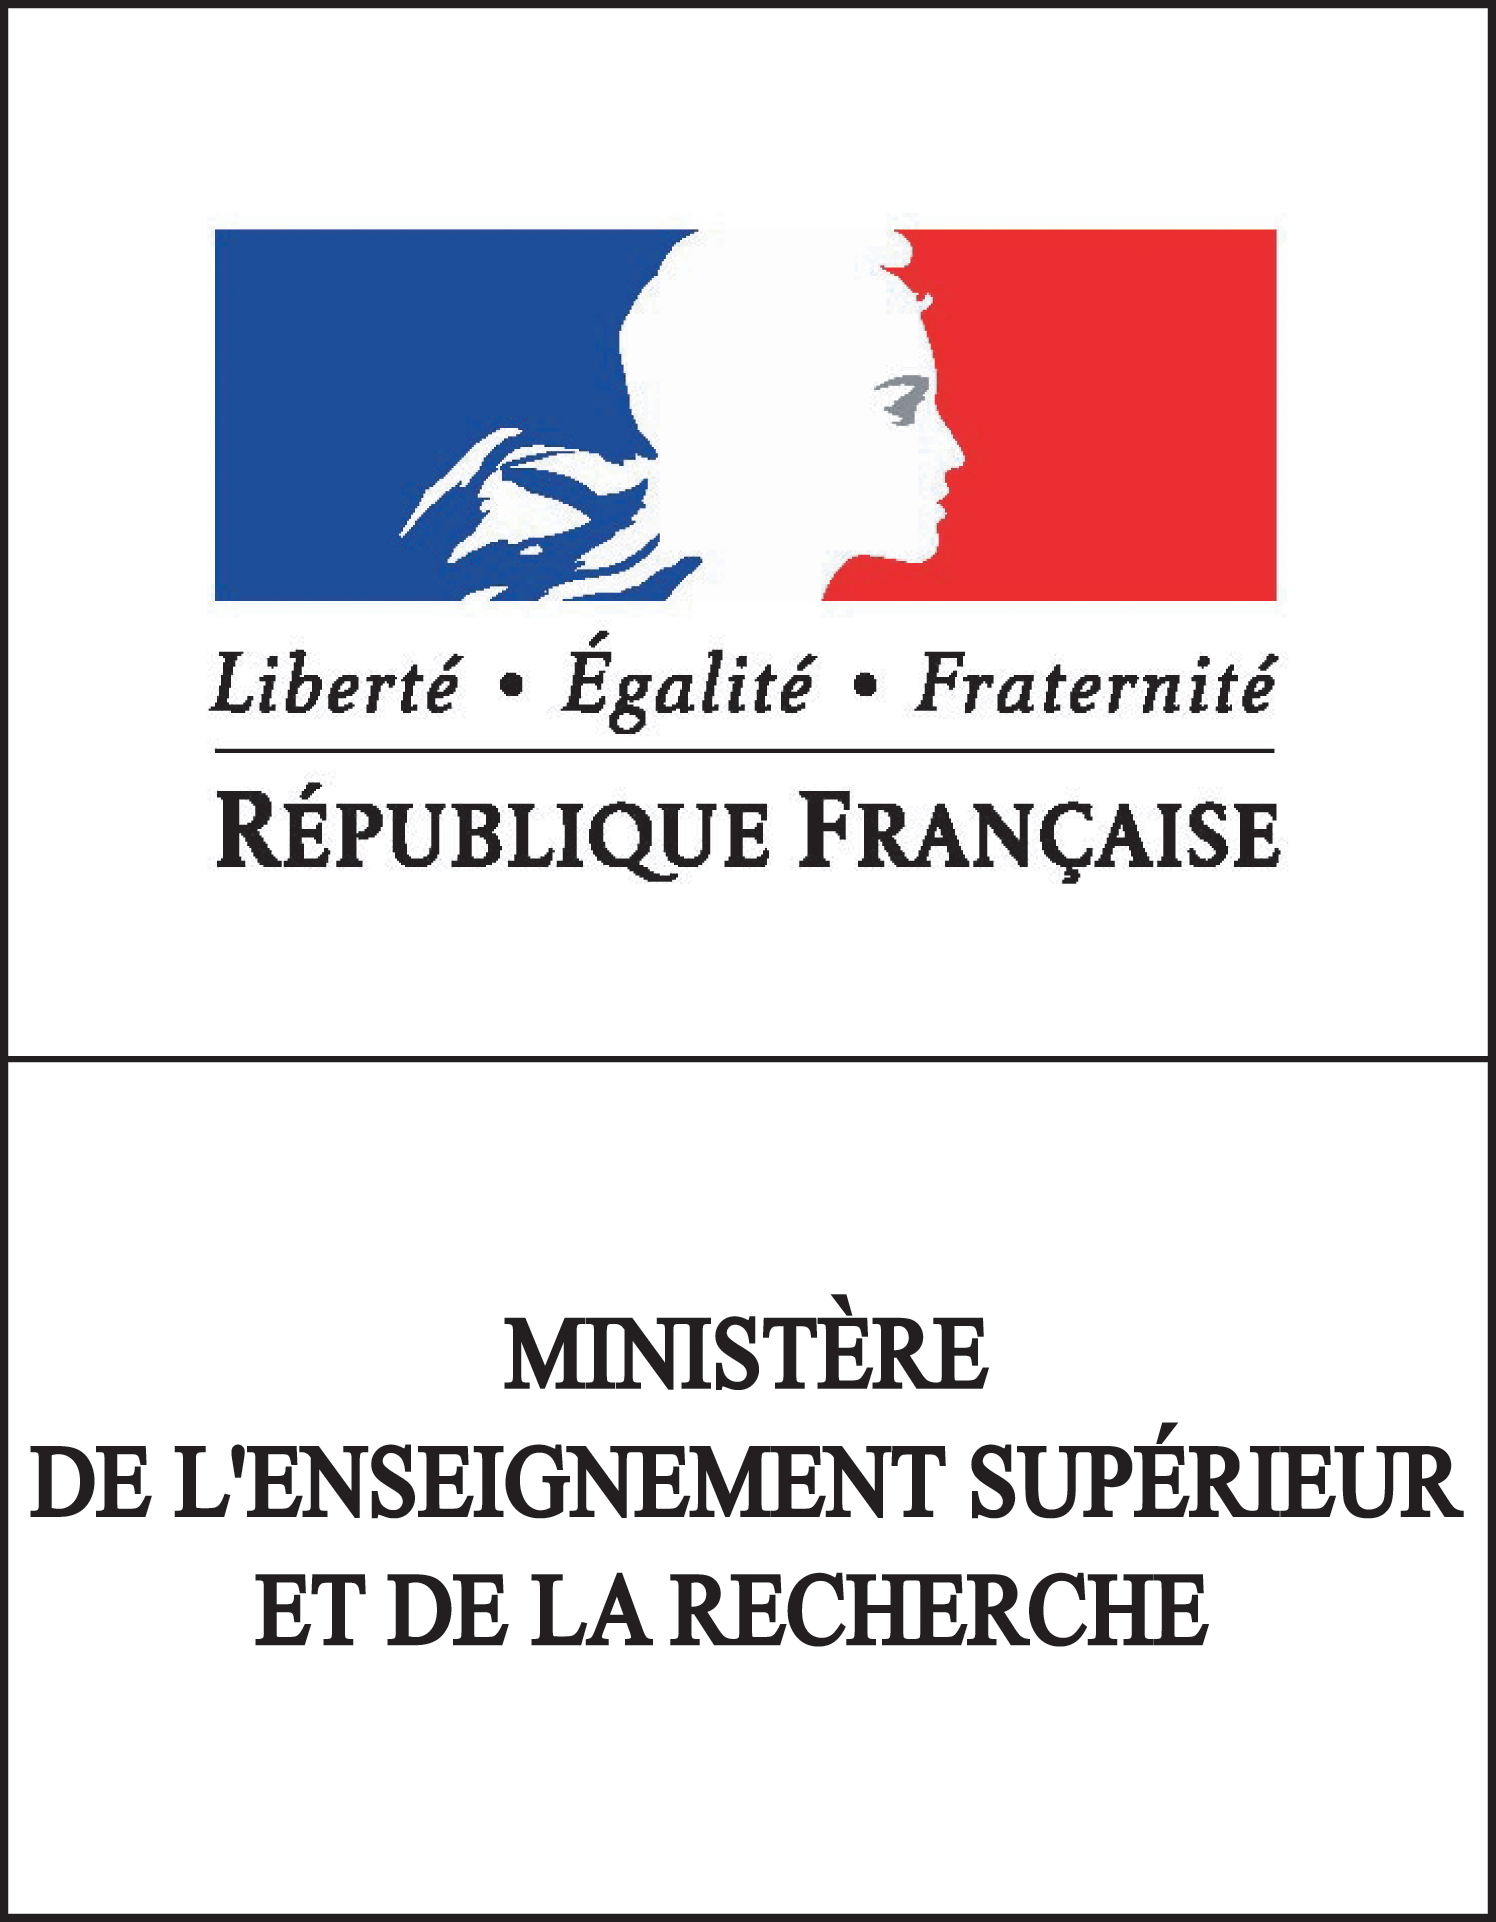 Liberté • Égalité • Fraternité
RÉPUBLIQUE FRANÇAISE
MINISTÈRE
DE L'ENSEIGNEMENT SUPÉRIEUR
ET DE LA RECHERCHE